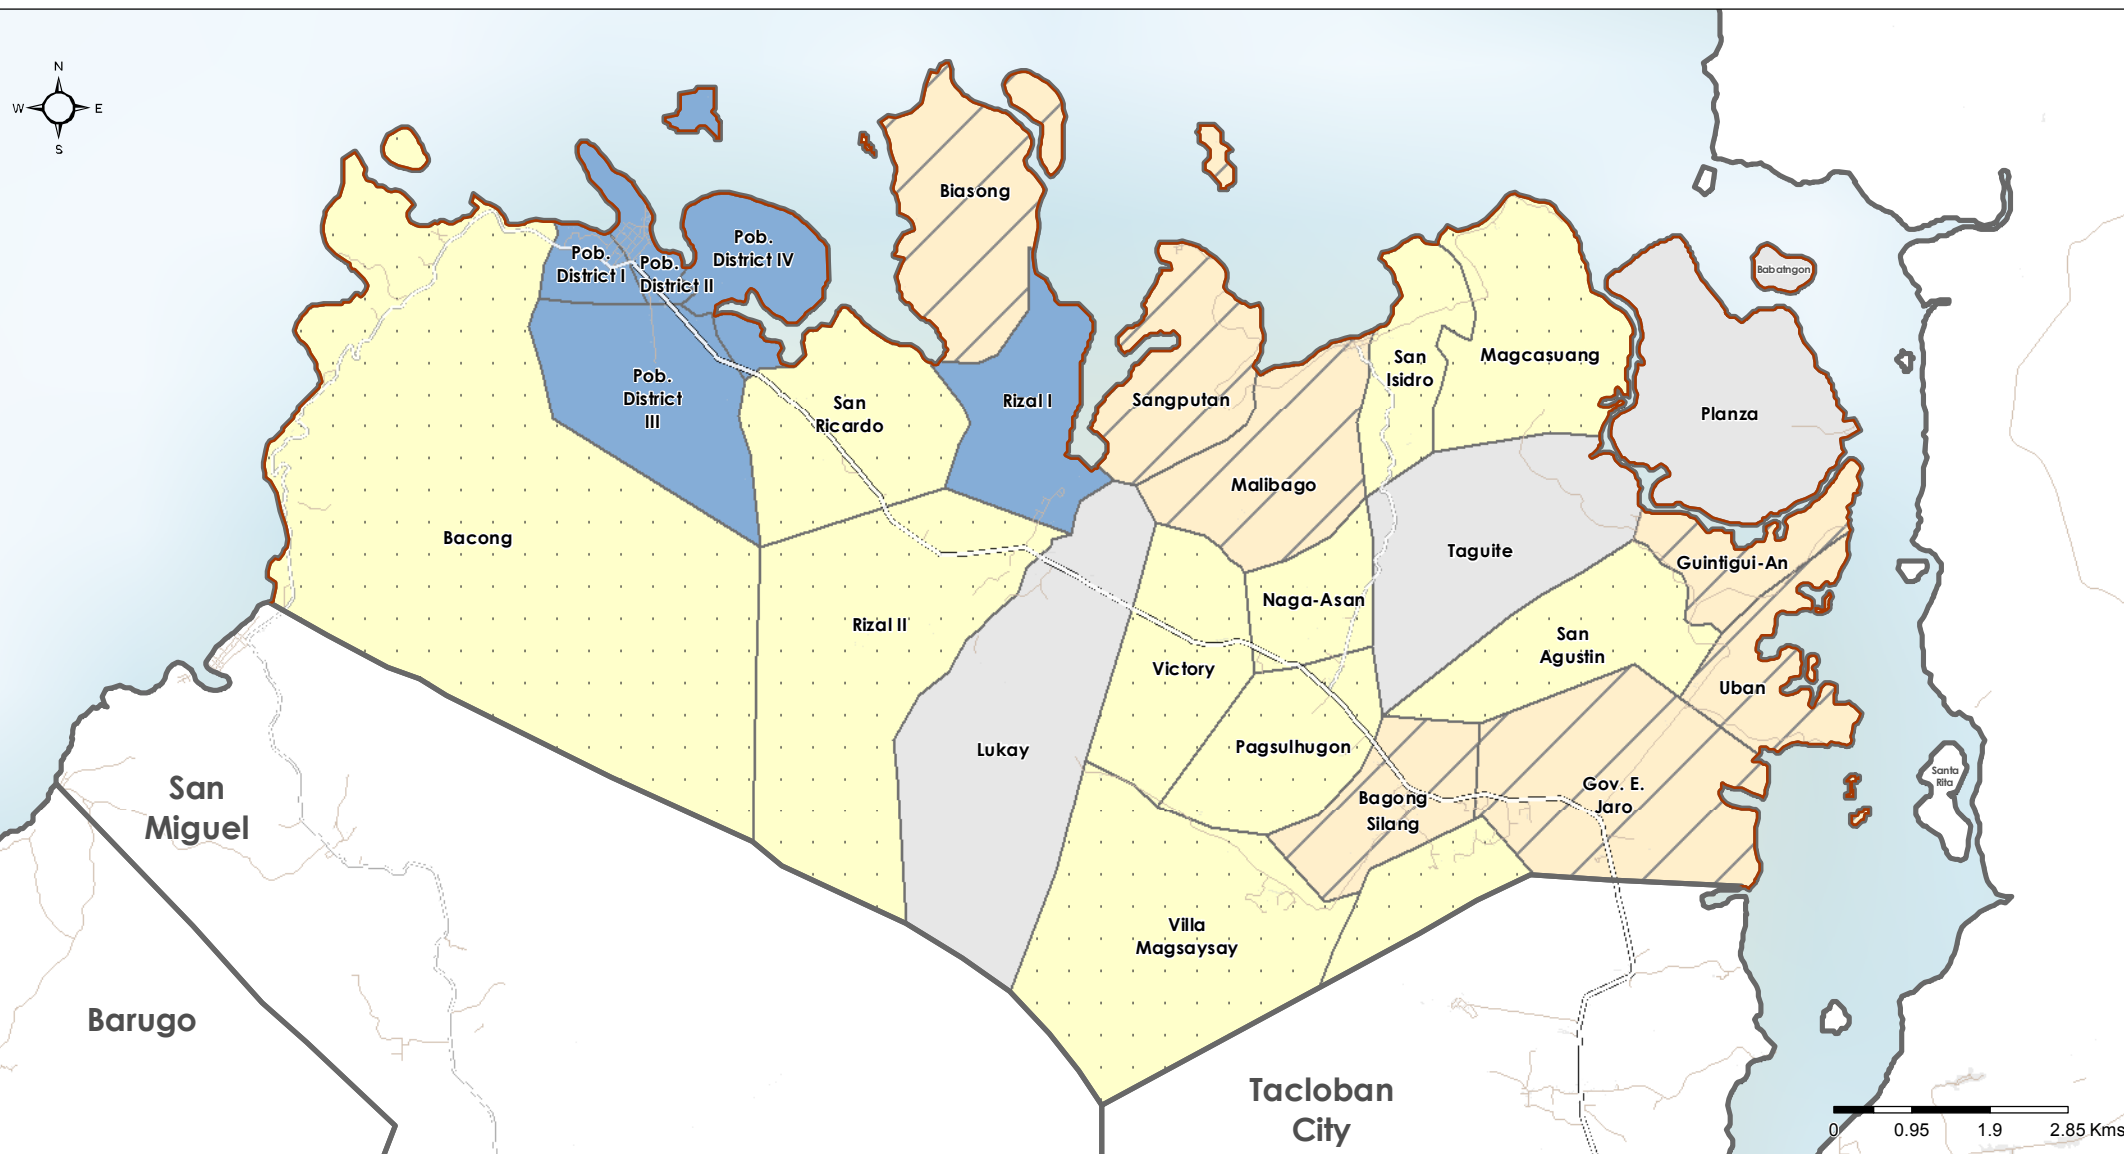 N
W E
S
Biasong
Pob.
District I
Pob.
District II
Pob.
District IV
Babatngon
Pob.
District
III
San
Ricardo
Rizal I
Sangputan
San
Isidro
Magcasuang
Planza
Malibago
Bacong
Taguite
Guintigui-An
Rizal II
Naga-Asan
San
Agustin
Victory
Uban
Lukay
Pagsulhugon
Gov. E.
Jaro
Bagong
Silang
Santa
Rita
San
Miguel
Villa
Magsaysay
Barugo
Tacloban
City
0 0.95 1.9 2.85 Kms